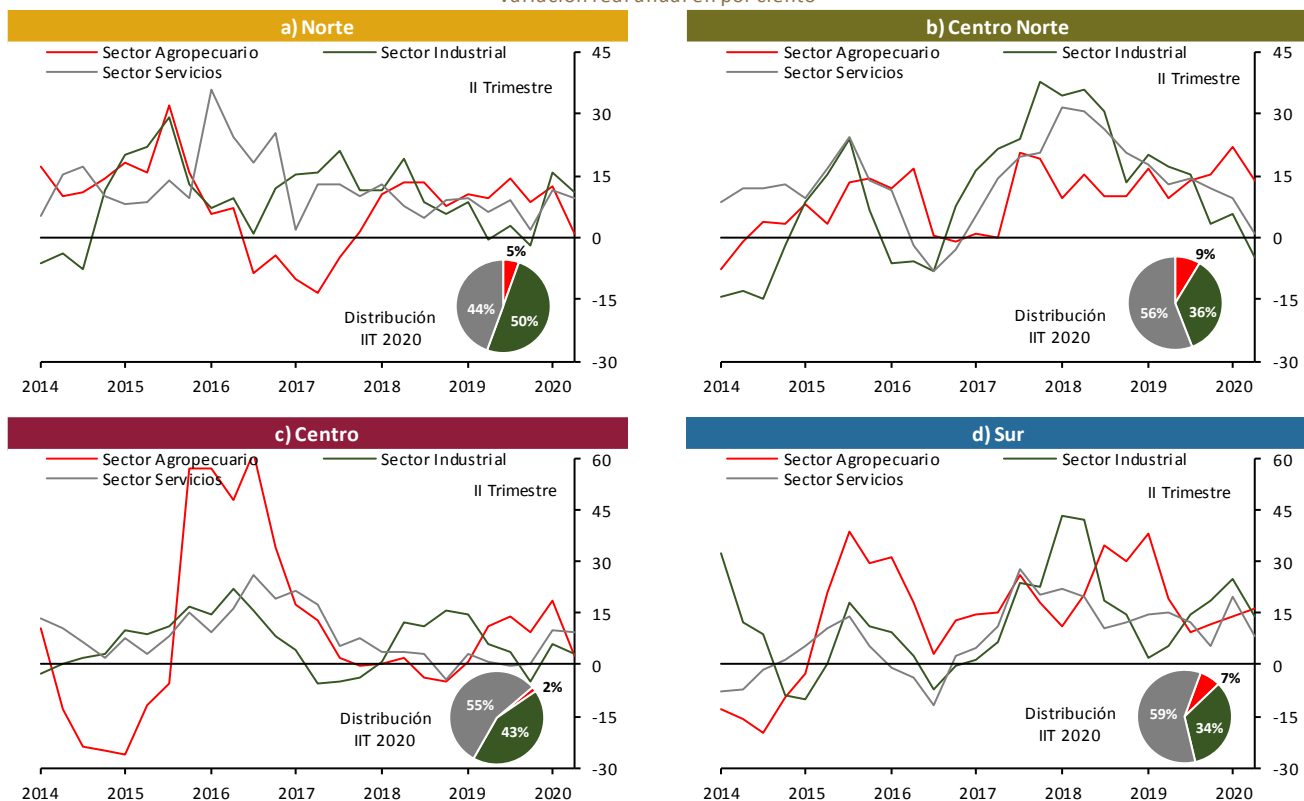 Variación real anual en por ciento
a) Norte
Sector Agropecuario
Sector Industrial
Sector Servicios
II Trimestre
45
30
15
0
-15
-30
5%
44%
50%
Distribución
IIT 2020
2014 2015 2016 2017 2018 2019 2020
b) Centro Norte
Sector Agropecuario
Sector Industrial
Sector Servicios
II Trimestre
45
30
15
0
-15
-30
9%
56%
36%
Distribución
IIT 2020
2014 2015 2016 2017 2018 2019 2020
c) Centro
Sector Agropecuario
Sector Industrial
Sector Servicios
II Trimestre
60
45
30
15
0
-15
-30
2%
55%
43%
Distribución
IIT 2020
2014 2015 2016 2017 2018 2019 2020
d) Sur
Sector Agropecuario
Sector Industrial
Sector Servicios
II Trimestre
60
45
30
15
0
-15
-30
7%
59%
34%
Distribución
IIT 2020
2014 2015 2016 2017 2018 2019 2020